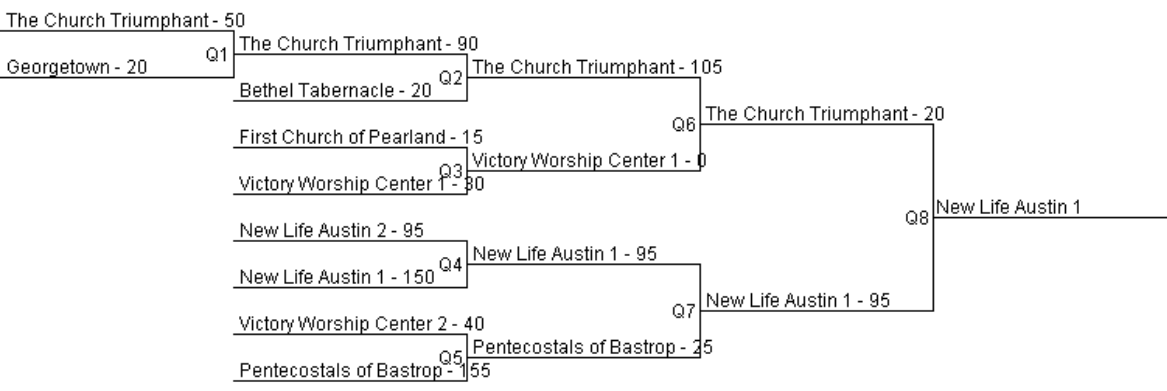 The Church Triumphant - 50
Georgetown - 20
Q1
The Church Triumphant - 90
Bethel Tabernacle - 20
Q2
The Church Triumphant - 105
First Church of Pearland - 15
Victory Worship Center 1 - 30
Q3
Victory Worship Center 1 - 0
Q6
The Church Triumphant - 20
New Life Austin 2 - 95
New Life Austin 1 - 150
Q4
New Life Austin 1 - 95
Victory Worship Center 2 - 40
Pentecostals of Bastrop - 155
Q5
Pentecostals of Bastrop - 25
Q7
New Life Austin 1 - 95
Q8
New Life Austin 1